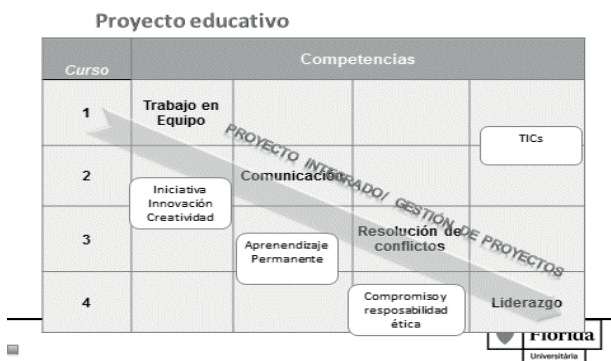 Proyecto educativo
Curso
Competencias
1
Trabajo en
Equipo
TICs
PROYECTO INTEGRADO/ GESTIÓN DE PROYECTOS
2
Comunicación
Iniciativa
Innovación
Creatividad
3
Resolución de
conflictos
Aprenendizaje
Permanente
4
Compromiso y
resposabilidad
ética
Liderazgo
Florida
Universitària